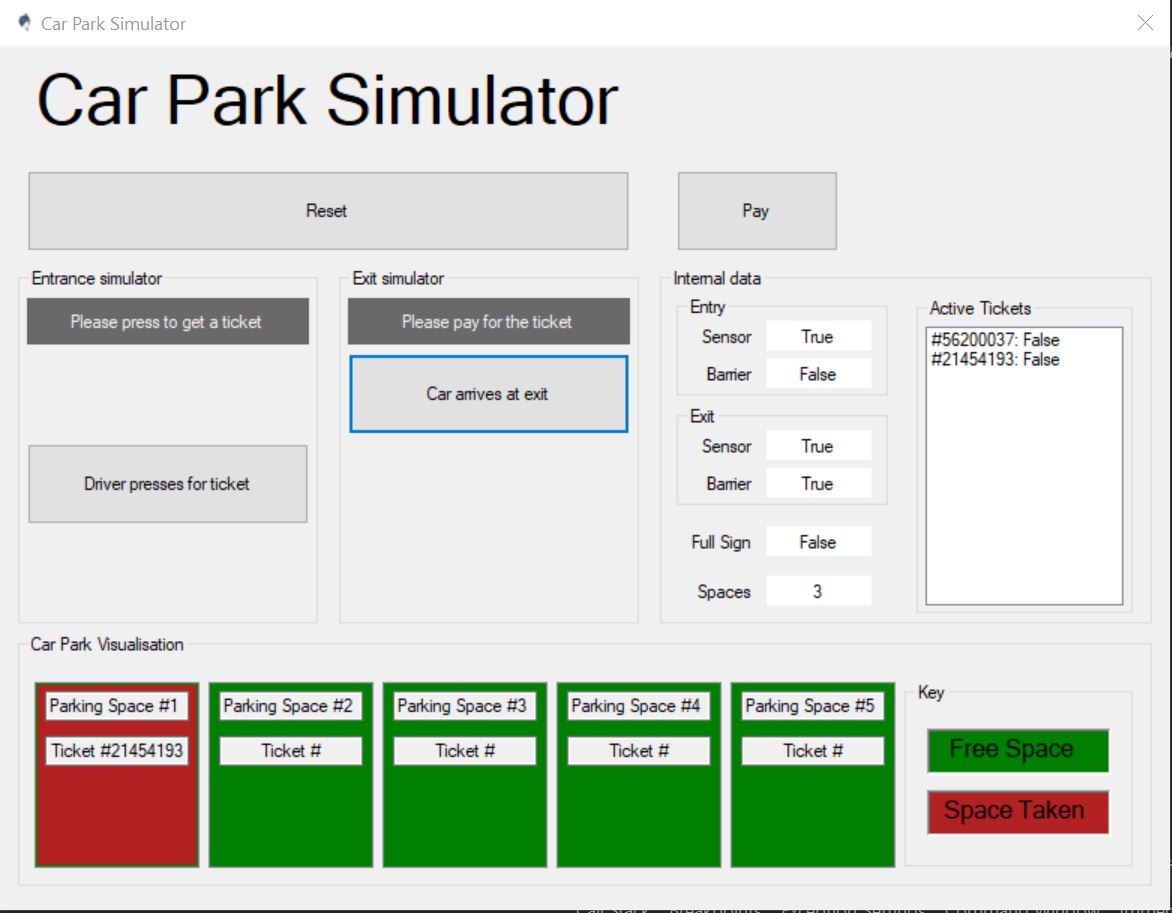 Car Park Simulator
Car Park Simulator
Reset
Pay
Entrance simulator
Please press to get a ticket
Driver presses for ticket
Exit simulator
Please pay for the ticket
Car arrives at exit
Internal data
Entry
Sensor True
Barrier False
Exit
Sensor True
Barrier True
Full Sign False
Spaces 3
Active Tickets
#56200037: False
#21454193: False
Car Park Visualisation
Parking Space #1
Ticket #21454193
Parking Space #2
Ticket #
Parking Space #3
Ticket #
Parking Space #4
Ticket #
Parking Space #5
Ticket #
Key
Free Space
Space Taken